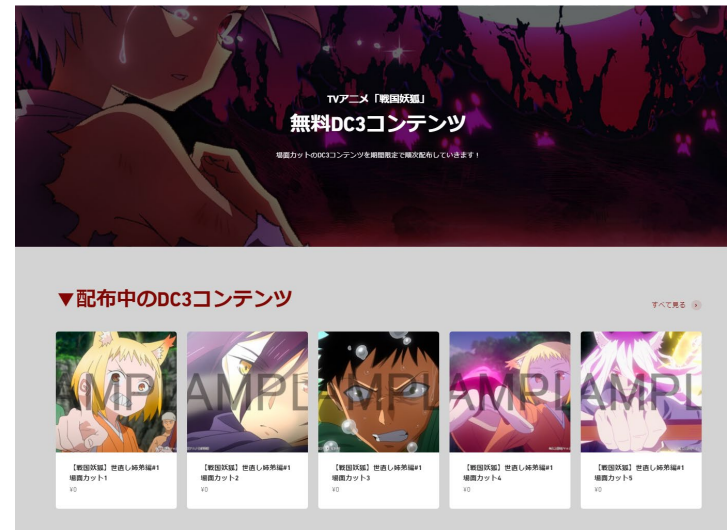 TVアニメ「戦国妖狐」
無料DC3コンテンツ
場面カットのDC3コンテンツを期間限定で順次配布していきます！
▼配布中のDC3コンテンツ
すべて見る
AMPL
AMPL
AMPL
AMPL
AMPL
【戦国妖狐】世直し姉弟編#1
場面カット1
¥0
【戦国妖狐】世直し姉弟編#1
場面カット2
¥0
【戦国妖狐】世直し姉弟編#1
場面カット3
¥0
【戦国妖狐】世直し姉弟編#1
場面カット4
¥0
【戦国妖狐】世直し姉弟編#1
場面カット5
¥0